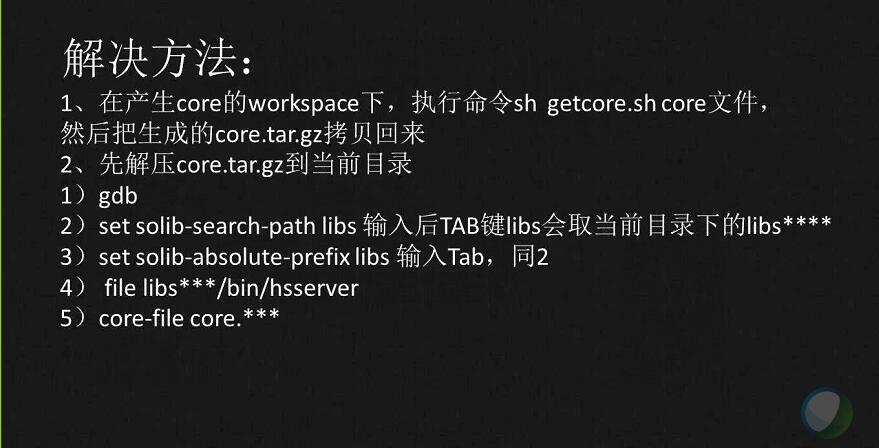 解决方法：
1、在产生core的workspace下，执行命令sh getcore.sh core文件，
然后把生成的core.tar.gz拷贝回来
2、先解压core.tar.gz到当前目录
1）gdb
2）set solib-search-path libs 输入后TAB键libs会取当前目录下的libs****
3）set solib-absolute-prefix libs 输入Tab，同2
4） file libs***/bin/hsserver
5）core-file core.***